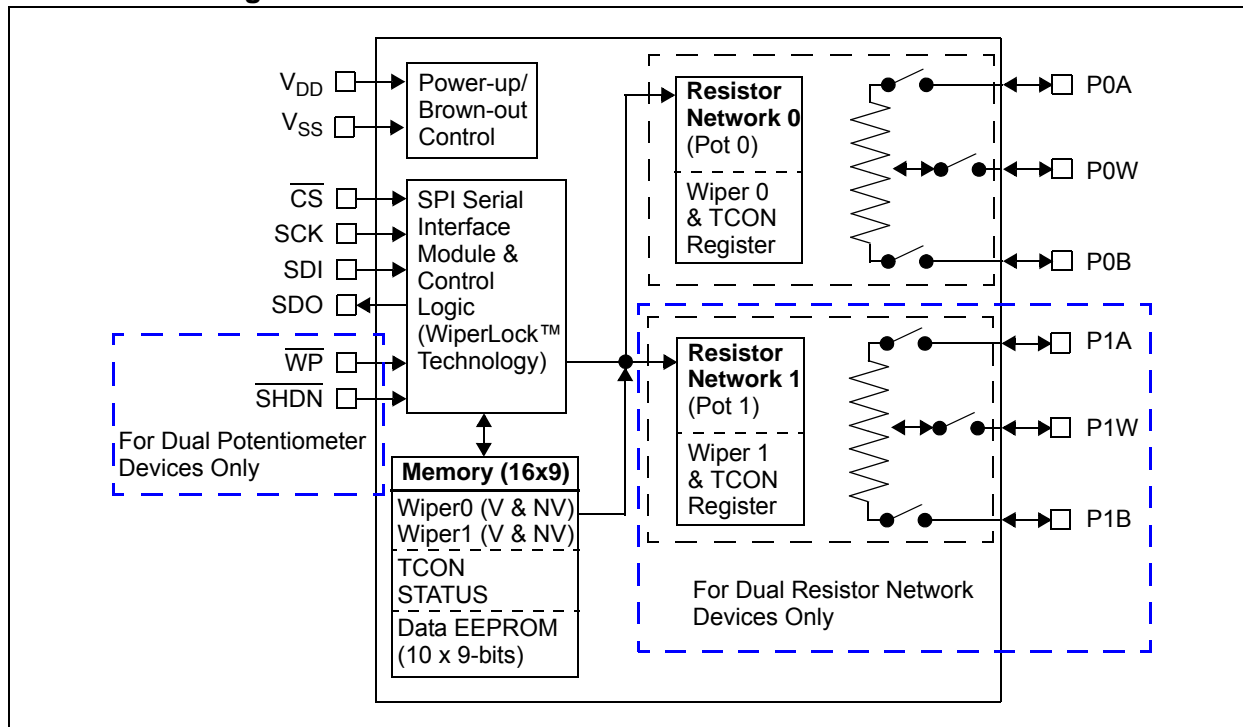 VDD
VSS
CS
SCK
SDI
SDO
WP
SHDN
For Dual Potentiometer
Devices Only
Power-up/
Brown-out
Control
SPI Serial
Interface
Module &
Control
Logic
(WiperLock™
Technology)
Memory (16x9)
Wiper0 (V & NV)
Wiper1 (V & NV)
TCON
STATUS
Data EEPROM
(10 x 9-bits)
Resistor
Network 0
(Pot 0)
Wiper 0
& TCON
Register
P0A
P0W
P0B
Resistor
Network 1
(Pot 1)
Wiper 1
& TCON
Register
P1A
P1W
P1B
For Dual Resistor Network
Devices Only